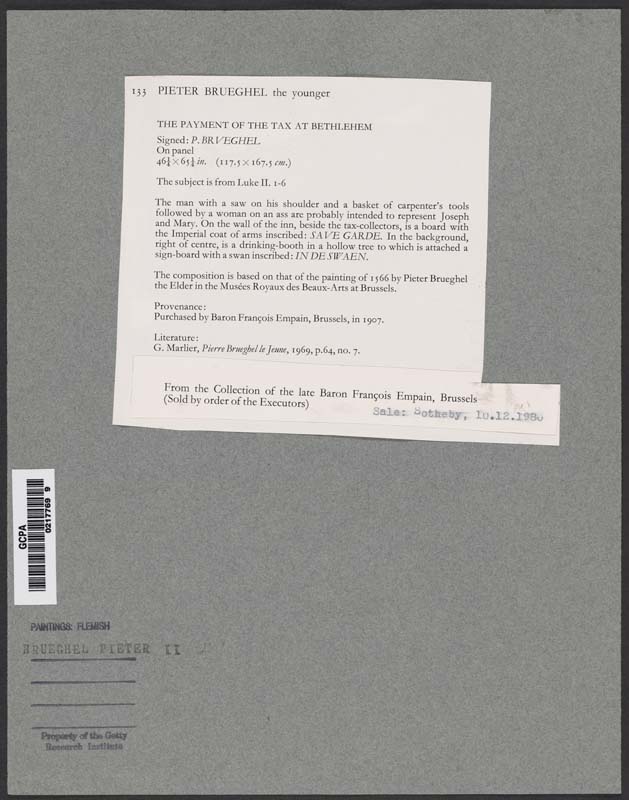 133 PIETER BRUEGHEL the younger
THE PAYMENT OF THE TAX AT BETHLEHEM
Signed: P. BRVEGHEL
On panel
46¼ × 65¼ in. (117.5 × 167.5 cm.)
The subject is from Luke II. 1-6
The man with a saw on his shoulder and a basket of carpenter's tools
followed by a woman on an ass are probably intended to represent Joseph
and Mary. On the wall of the inn, beside the tax-collectors, is a board with
the Imperial coat of arms inscribed: SAVE GARDE. In the background,
right of centre, is a drinking-booth in a hollow tree to which is attached a
sign-board with a swan inscribed: IN DE SWAEN.
The composition is based on that of the painting of 1566 by Pieter Brueghel
the Elder in the Musées Royaux des Beaux-Arts at Brussels.
Provenance:
Purchased by Baron François Empain, Brussels, in 1907.
Literature:
G. Marlier, Pierre Brueghel le Jeune, 1969, p.64, no. 7.
From the Collection of the late Baron François Empain, Brussels
(Sold by order of the Executors)
Sale: Sotheby, 10.12.1980
GCPA
0217769 9
PAINTINGS: FLEMISH
BRUEGHEL PIETER II
Property of the Getty
Research Institute